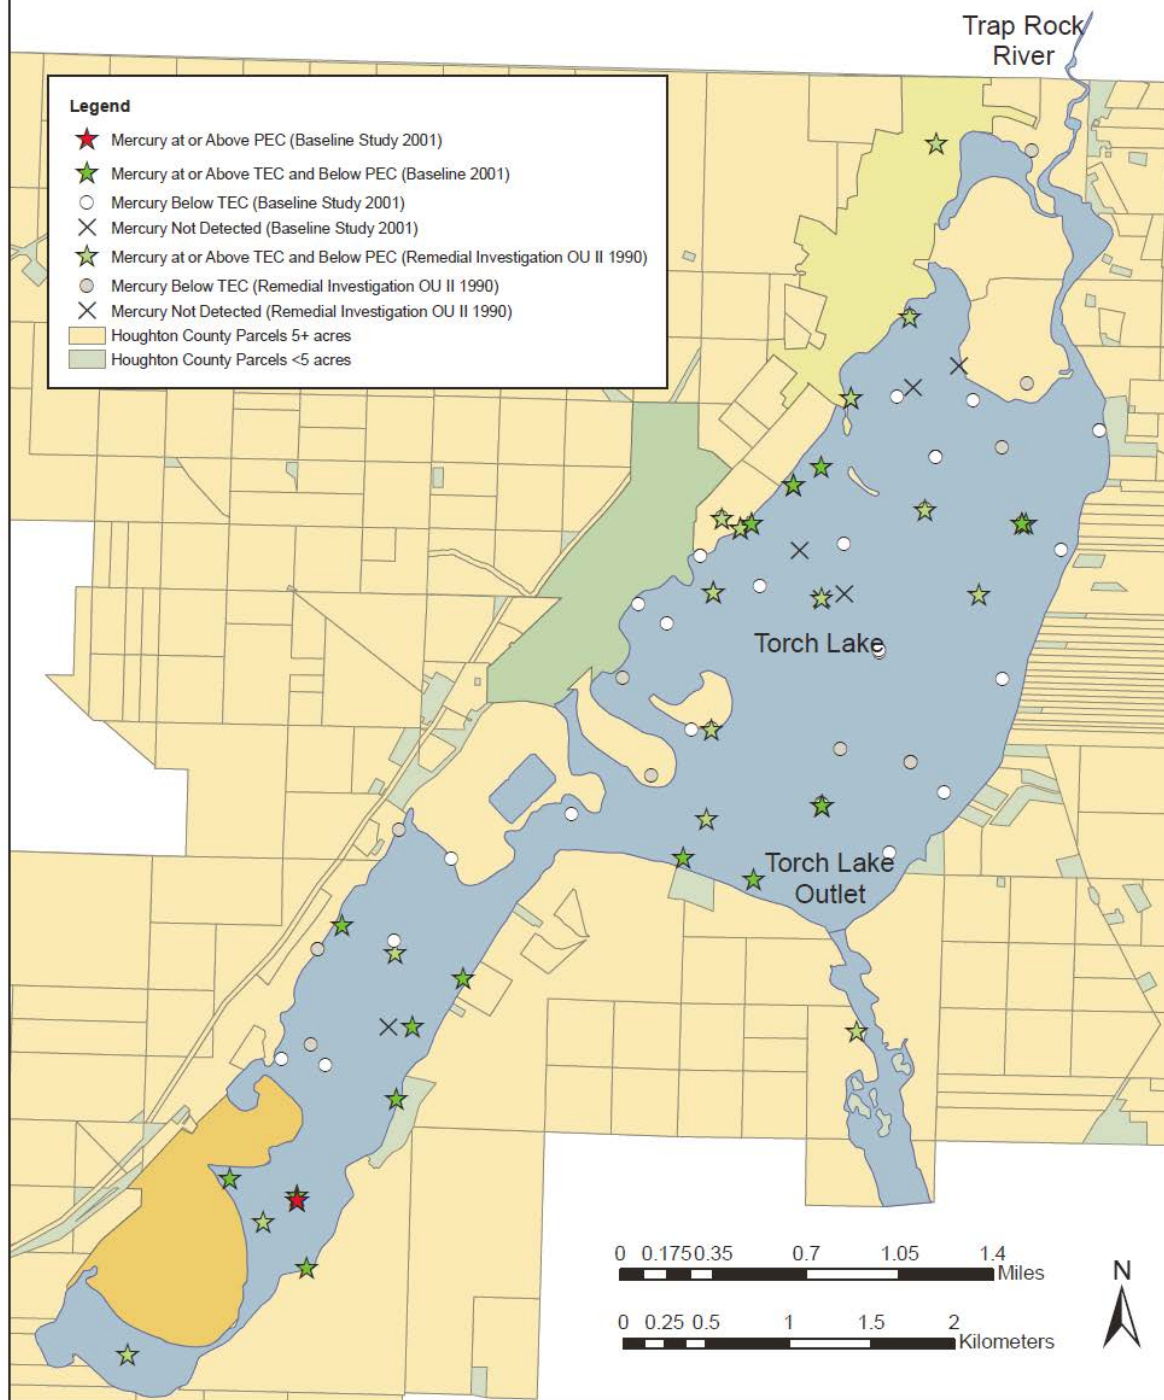 Trap Rock
River
Legend
Mercury at or Above PEC (Baseline Study 2001)
Mercury at or Above TEC and Below PEC (Baseline 2001)
Mercury Below TEC (Baseline Study 2001)
Mercury Not Detected (Baseline Study 2001)
Mercury at or Above TEC and Below PEC (Remedial Investigation OU II 1990)
Mercury Below TEC (Remedial Investigation OU II 1990)
Mercury Not Detected (Remedial Investigation OU II 1990)
Houghton County Parcels 5+ acres
Houghton County Parcels <5 acres
Torch Lake
Torch Lake
Outlet
0 0.175 0.35 0.7 1.05 1.4
Miles
N
0 0.25 0.5 1 1.5 2
Kilometers